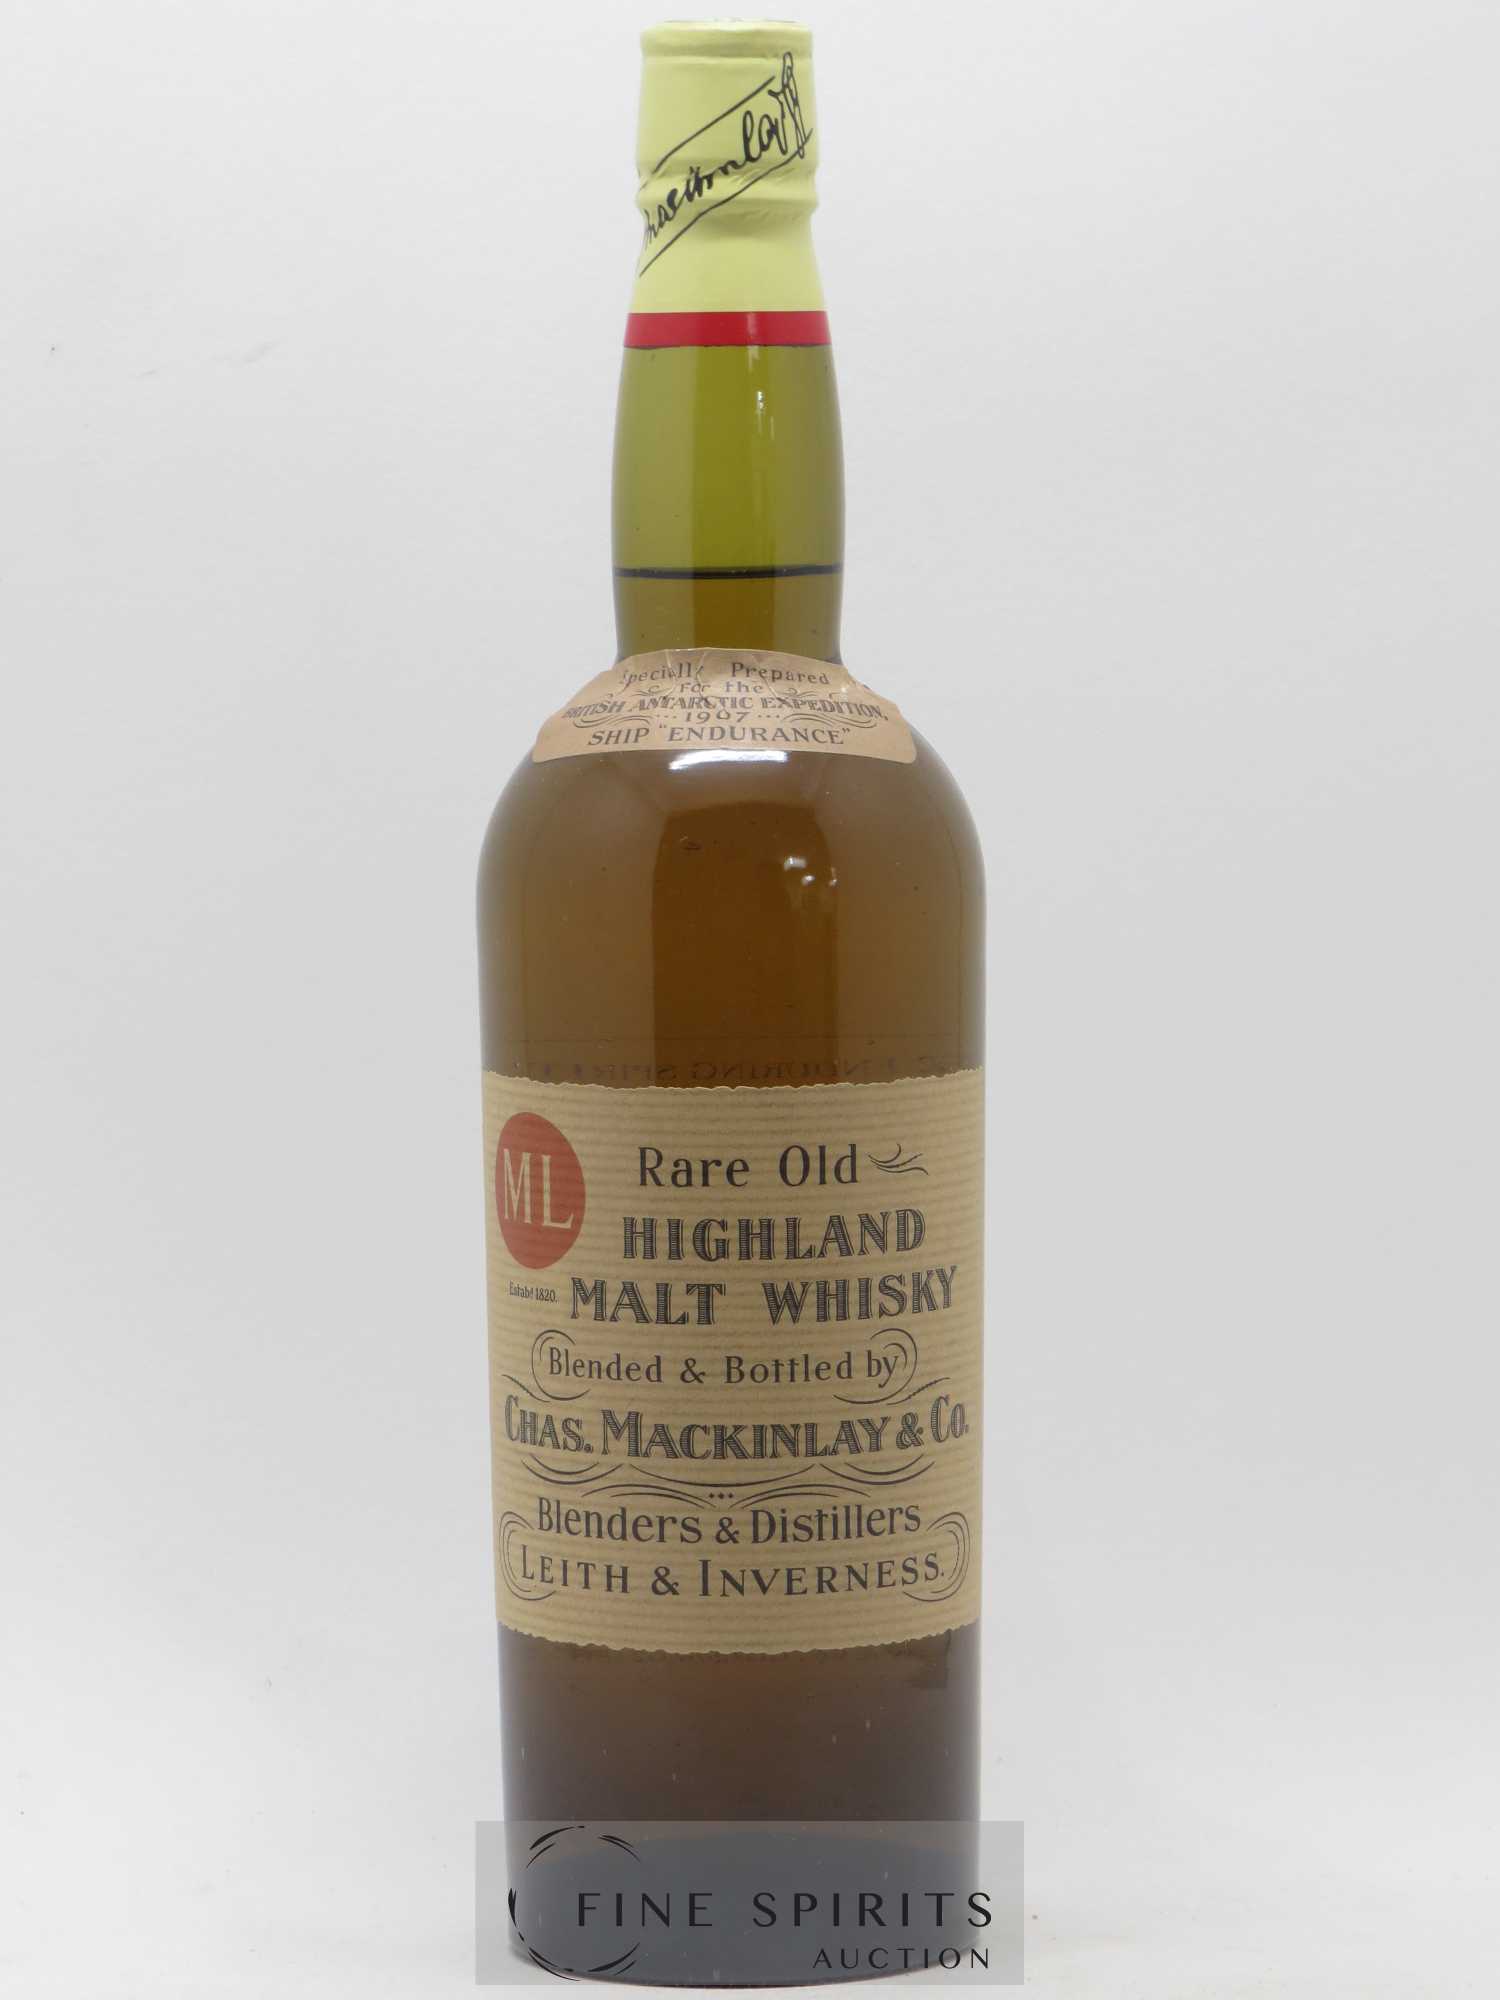 Specially Prepared
For the
BRITISH ANTARCTIC EXPEDITION,
1907
SHIP "ENDURANCE"
ML
Estabd 1820.
Rare Old
HIGHLAND
MALT WHISKY
Blended & Bottled by
CHAS. MACKINLAY & CO.
Blenders & Distillers
LEITH & INVERNESS.
FINE SPIRITS
AUCTION